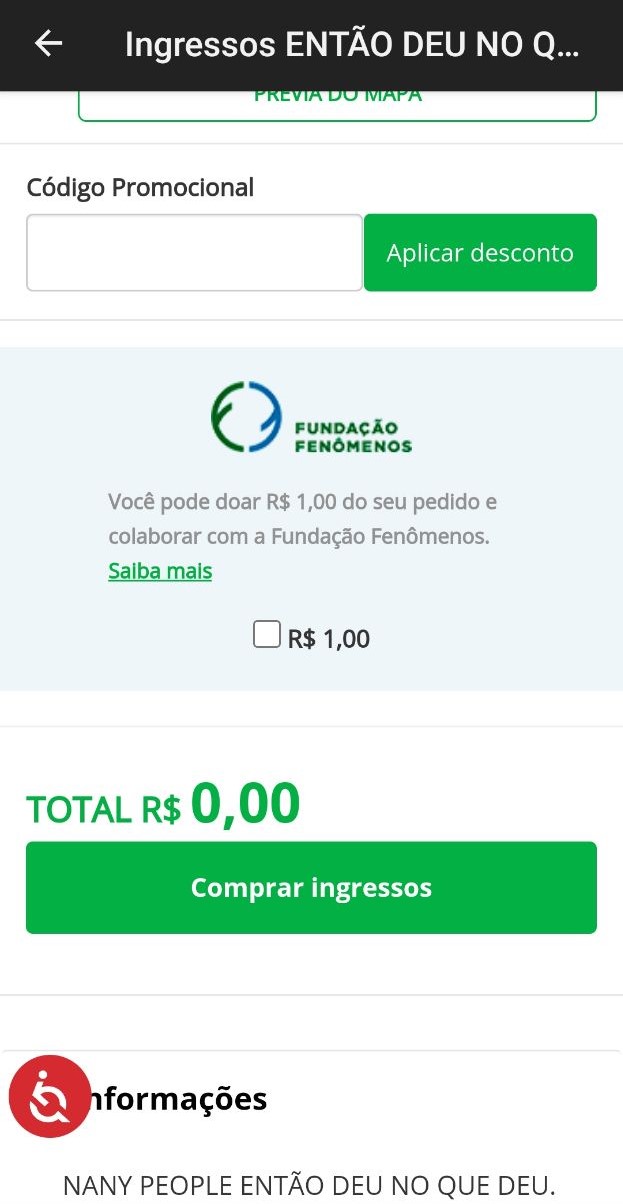 Ingressos ENTÃO DEU NO Q...
PRÉVIA DO MAPA
Código Promocional
Aplicar desconto
FUNDAÇÃO
FENÔMENOS
Você pode doar R$ 1,00 do seu pedido e
colaborar com a Fundação Fenômenos.
Saiba mais
R$ 1,00
TOTAL R$ 0,00
Comprar ingressos
nformações
NANY PEOPLE ENTÃO DEU NO QUE DEU.